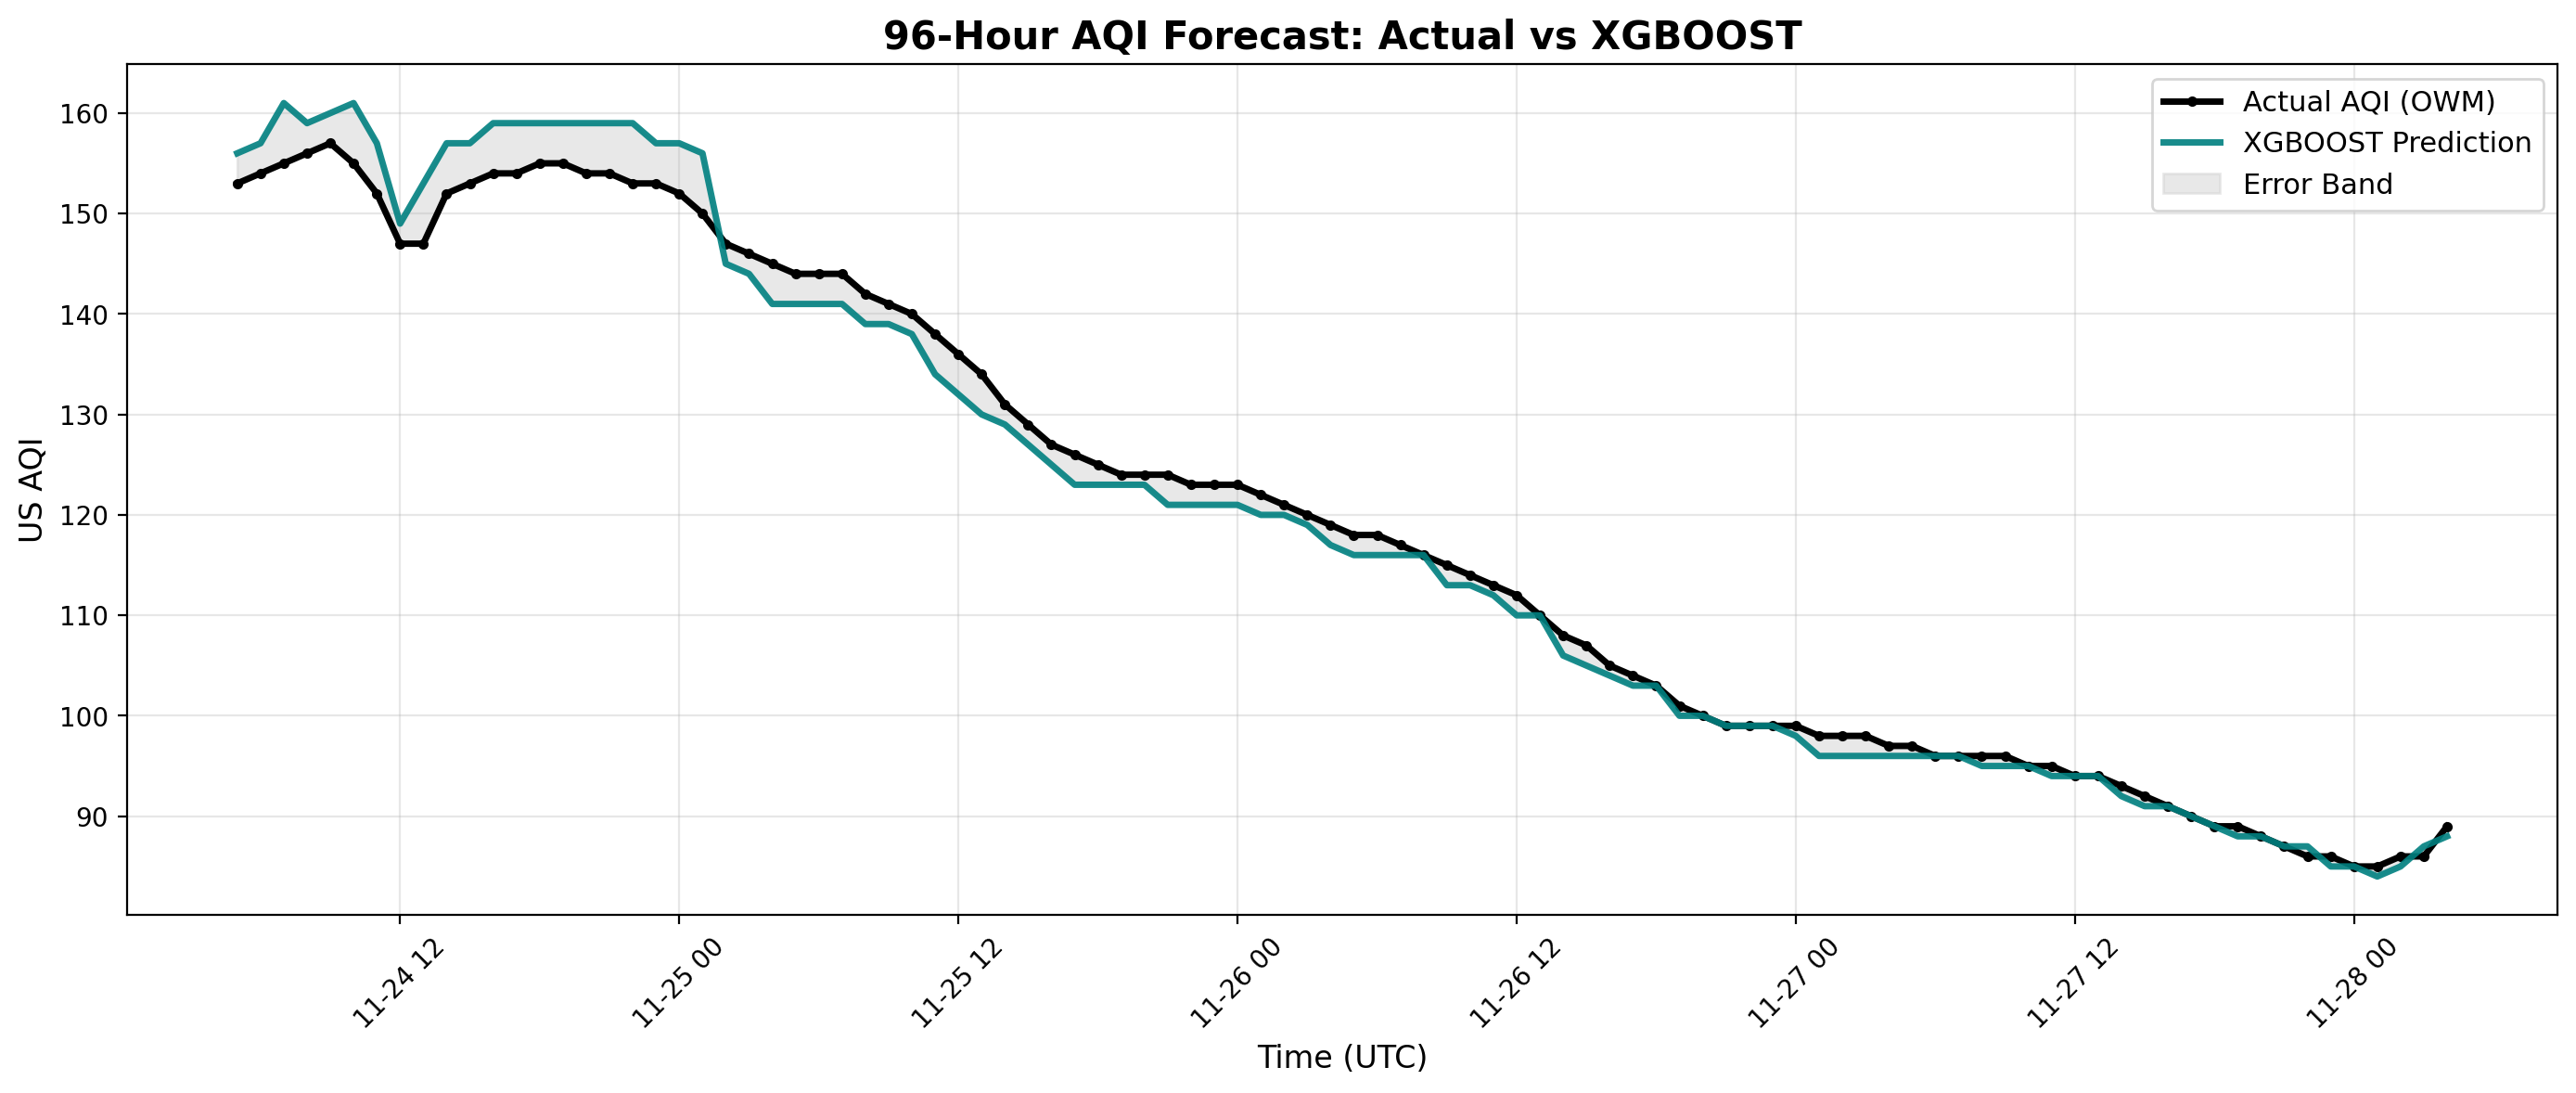 96-Hour AQI Forecast: Actual vs XGBOOST
Actual AQI (OWM)
XGBOOST Prediction
Error Band
US AQI
160
150
140
130
120
110
100
90
11-24 12
11-25 00
11-25 12
11-26 00
11-26 12
11-27 00
11-27 12
11-28 00
Time (UTC)